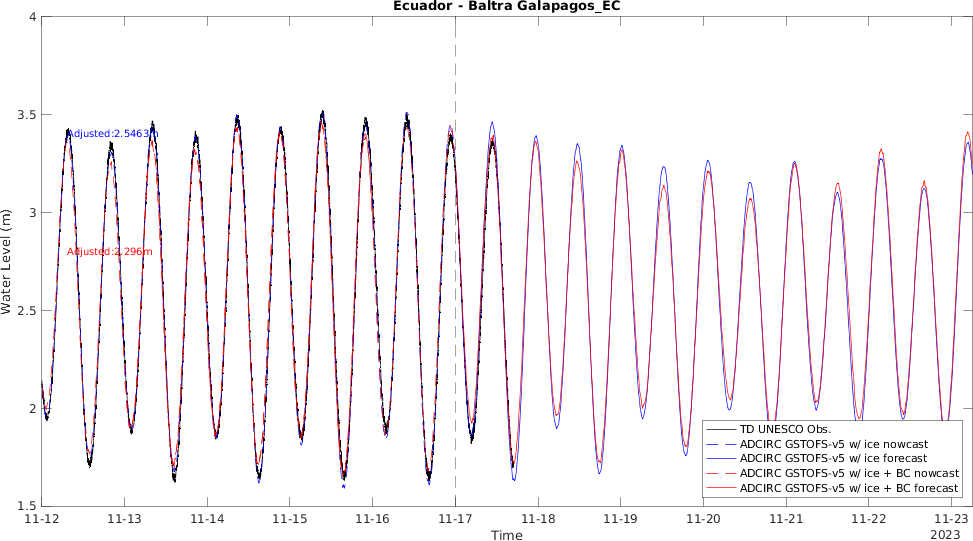 Ecuador - Baltra Galapagos_EC
4
3.5
3
2.5
2
1.5
Water Level (m)
Adjusted:2.5463m
Adjusted:2.296m
TD UNESCO Obs.
ADCIRC GSTOFS-v5 w/ ice nowcast
ADCIRC GSTOFS-v5 w/ ice forecast
ADCIRC GSTOFS-v5 w/ ice + BC nowcast
ADCIRC GSTOFS-v5 w/ ice + BC forecast
11-12 11-13 11-14 11-15 11-16 11-17 11-18 11-19 11-20 11-21 11-22 11-23
Time
2023